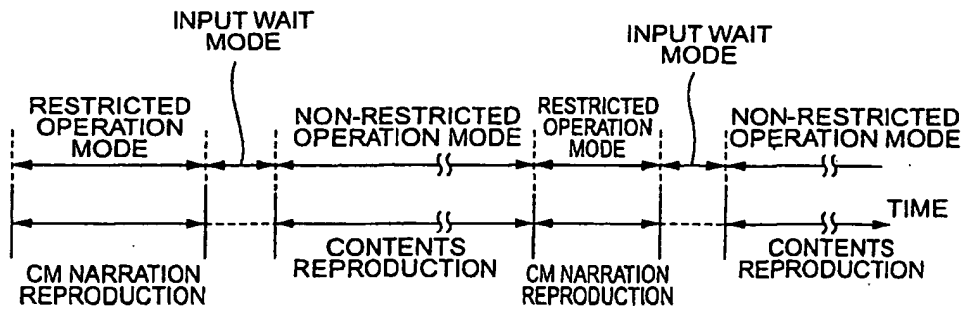 INPUT WAIT
MODE
INPUT WAIT
MODE
RESTRICTED
OPERATION
MODE
NON-RESTRICTED
OPERATION MODE
RESTRICTED
OPERATION
MODE
NON-RESTRICTED
OPERATION MODE
TIME
CM NARRATION
REPRODUCTION
CONTENTS
REPRODUCTION
CM NARRATION
REPRODUCTION
CONTENTS
REPRODUCTION